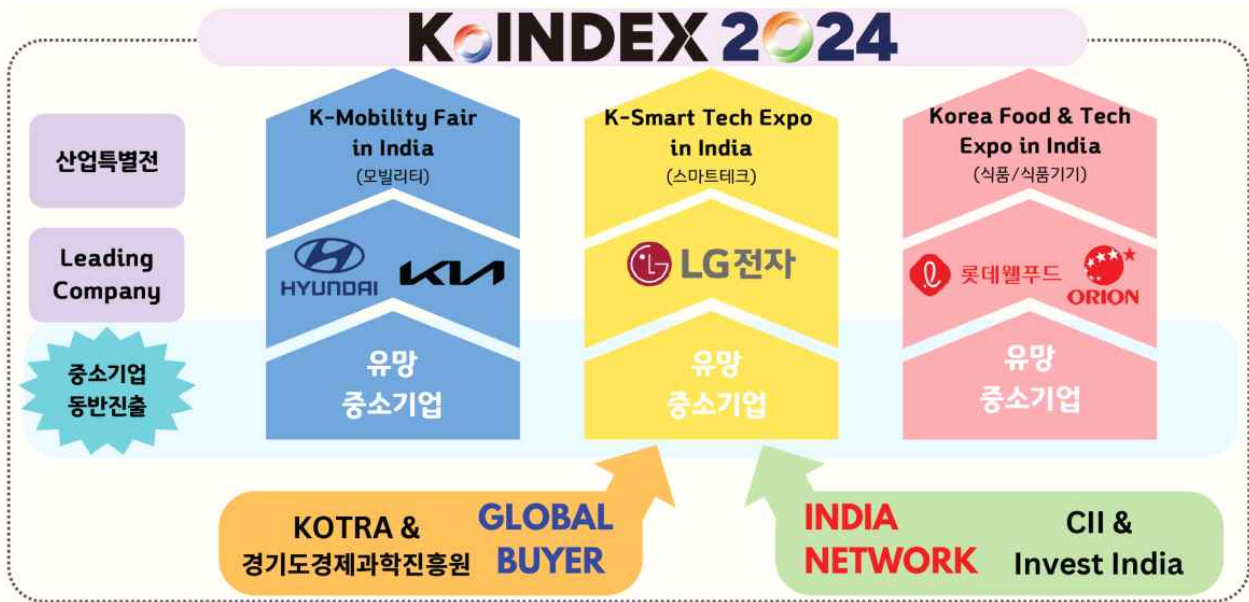 KoINDEX 2024
산업특별전
K-Mobility Fair
in India
(모빌리티)
K-Smart Tech Expo
in India
(스마트테크)
Korea Food & Tech
Expo in India
(식품/식품기기)
Leading
Company
HYUNDAI
KIA
LG전자
롯데웰푸드
ORION
중소기업
동반진출
유망
중소기업
유망
중소기업
유망
중소기업
KOTRA &
경기도경제과학진흥원
GLOBAL
BUYER
INDIA
NETWORK
CII &
Invest India